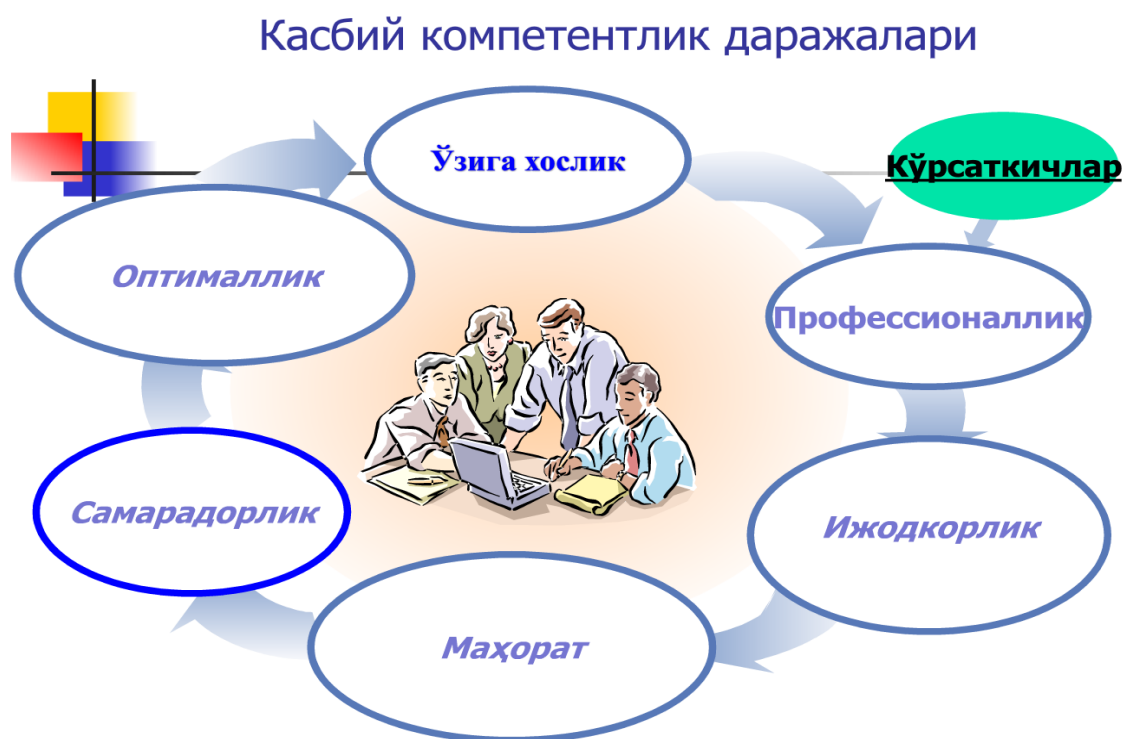 Касбий компетентлик даражалари
Ўзига хослик
Кўрсаткичлар
Оптималлик
Профессионаллик
Самарадорлик
Ижодкорлик
Маҳорат